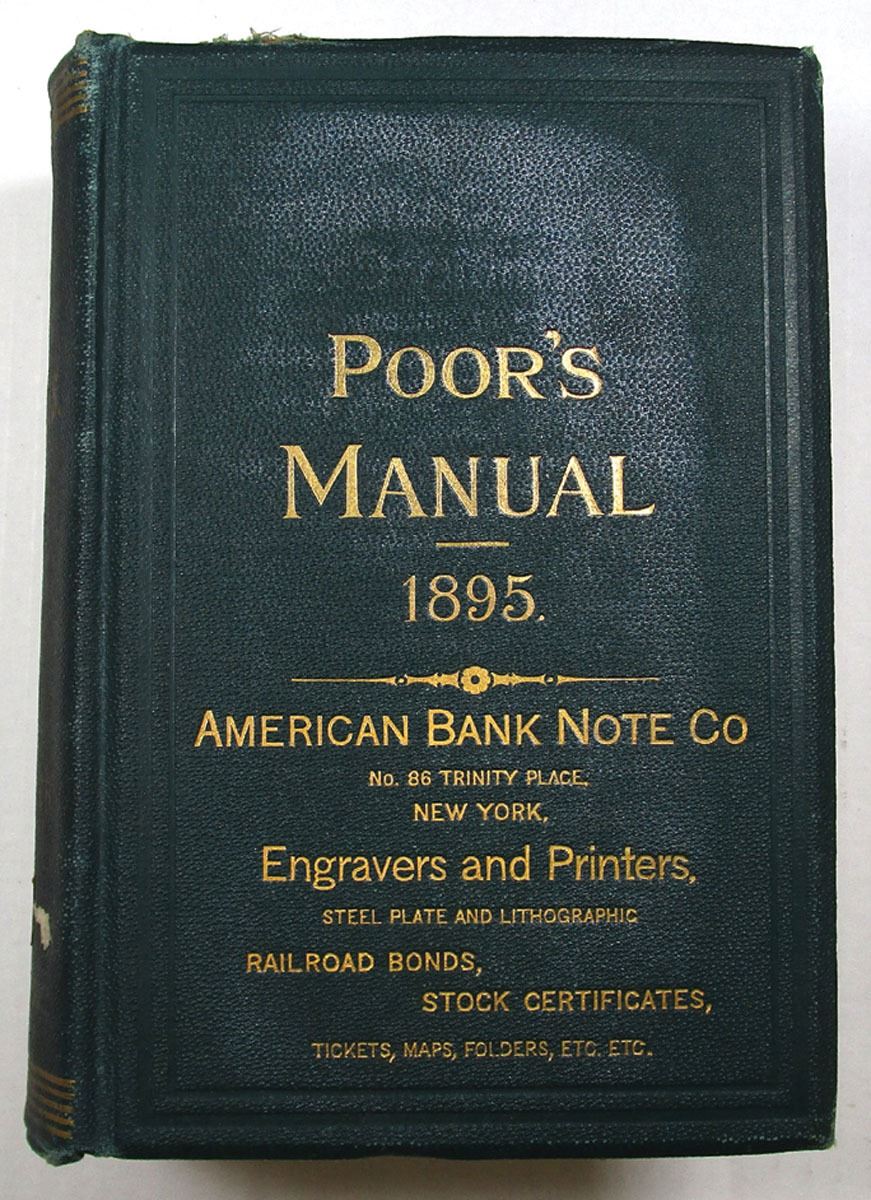 POOR'S
MANUAL
1895.
AMERICAN BANK NOTE CO
No. 86 TRINITY PLACE,
NEW YORK,
Engravers and Printers,
STEEL PLATE AND LITHOGRAPHIC
RAILROAD BONDS,
STOCK CERTIFICATES,
TICKETS, MAPS, FOLDERS, ETC. ETC.